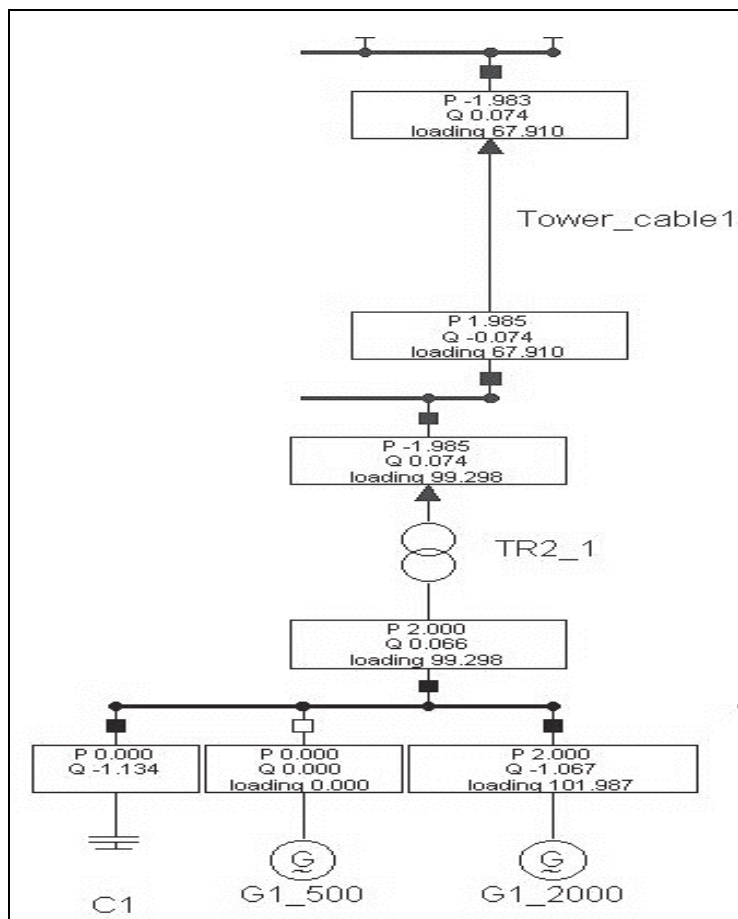 P -1.983
Q 0.074
loading 67.910
Tower_cable1
P 1.985
Q -0.074
loading 67.910
P -1.985
Q 0.074
loading 99.298
TR2_1
P 2.000
Q 0.066
loading 99.298
P 0.000
Q -1.134
P 0.000
Q 0.000
loading 0.000
P 2.000
Q -1.067
loading 101.987
G
G
C1
G1_500
G1_2000